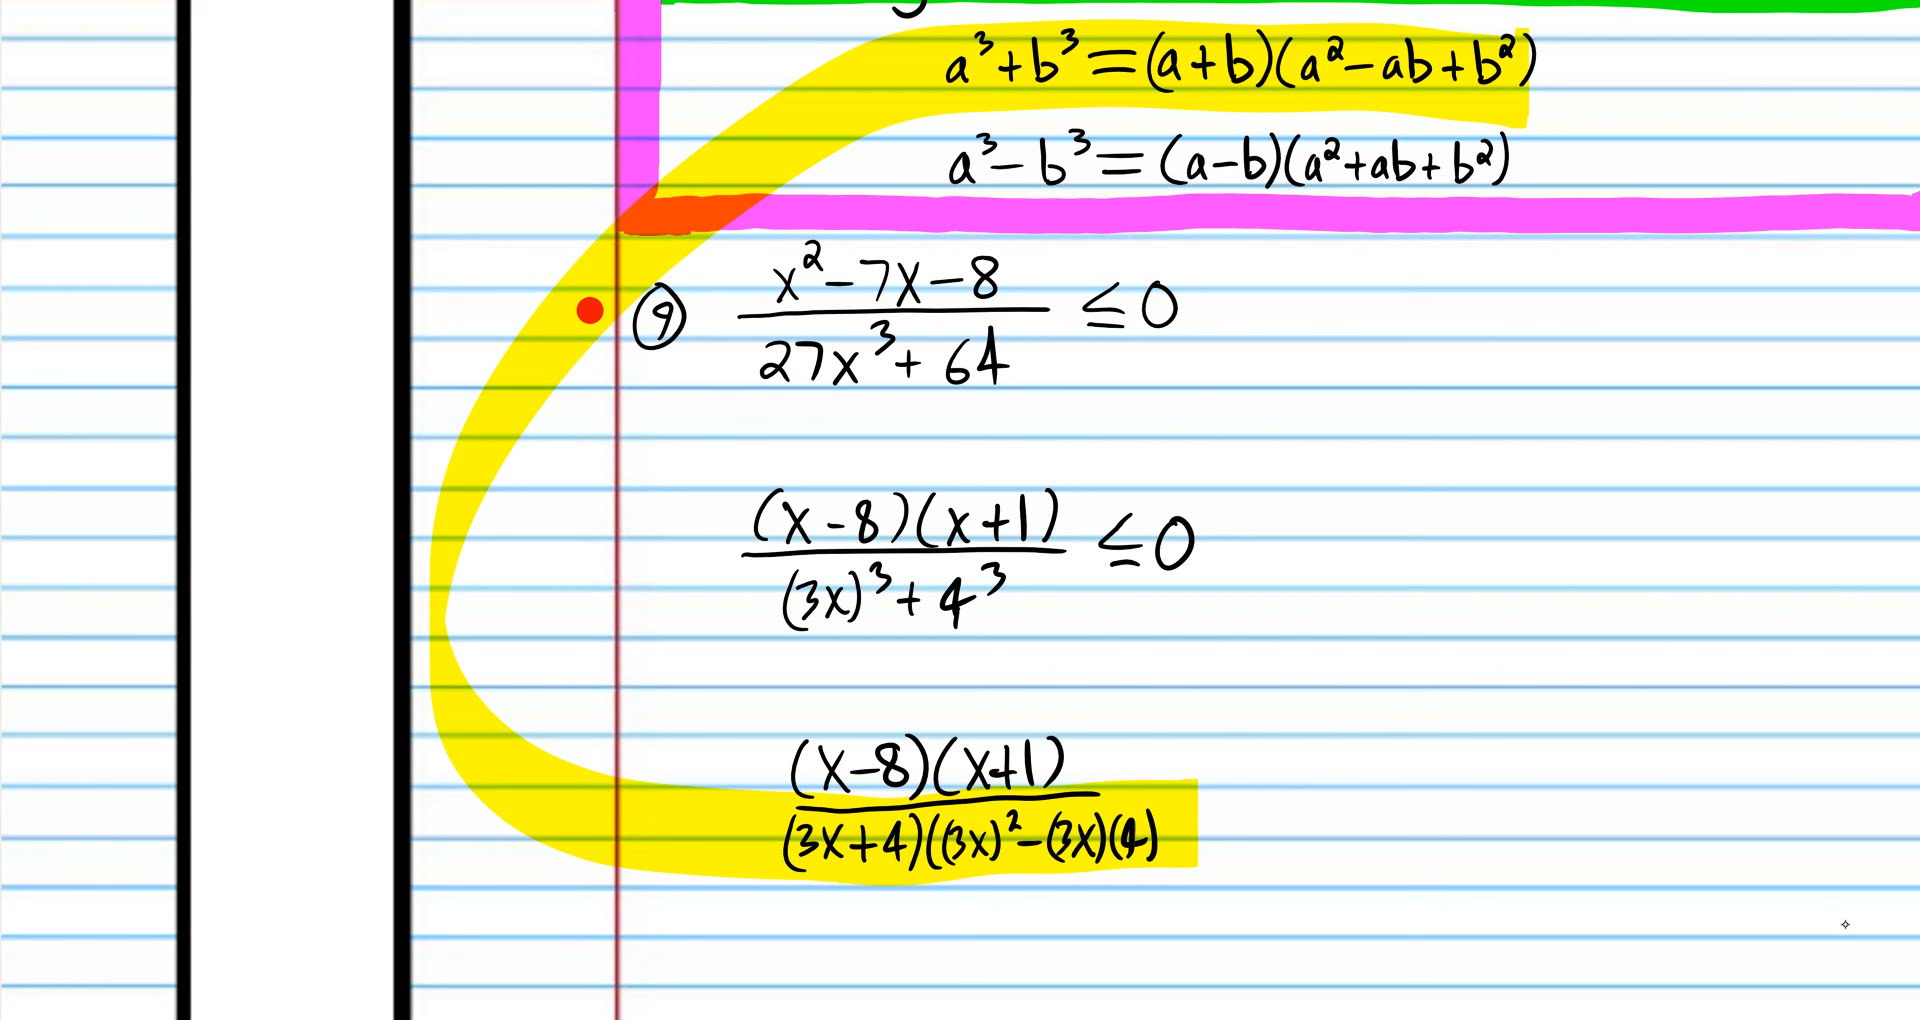 a³+b³=(a+b)(a²-ab+b²)
a³-b³=(a-b)(a²+ab+b²)
⑨ x²-7x-8 ≤0
27x³+64
(x-8)(x+1) ≤0
(3x)³+4³
(x-8)(x+1)
(3x+4)((3x)²-(3x)(4)